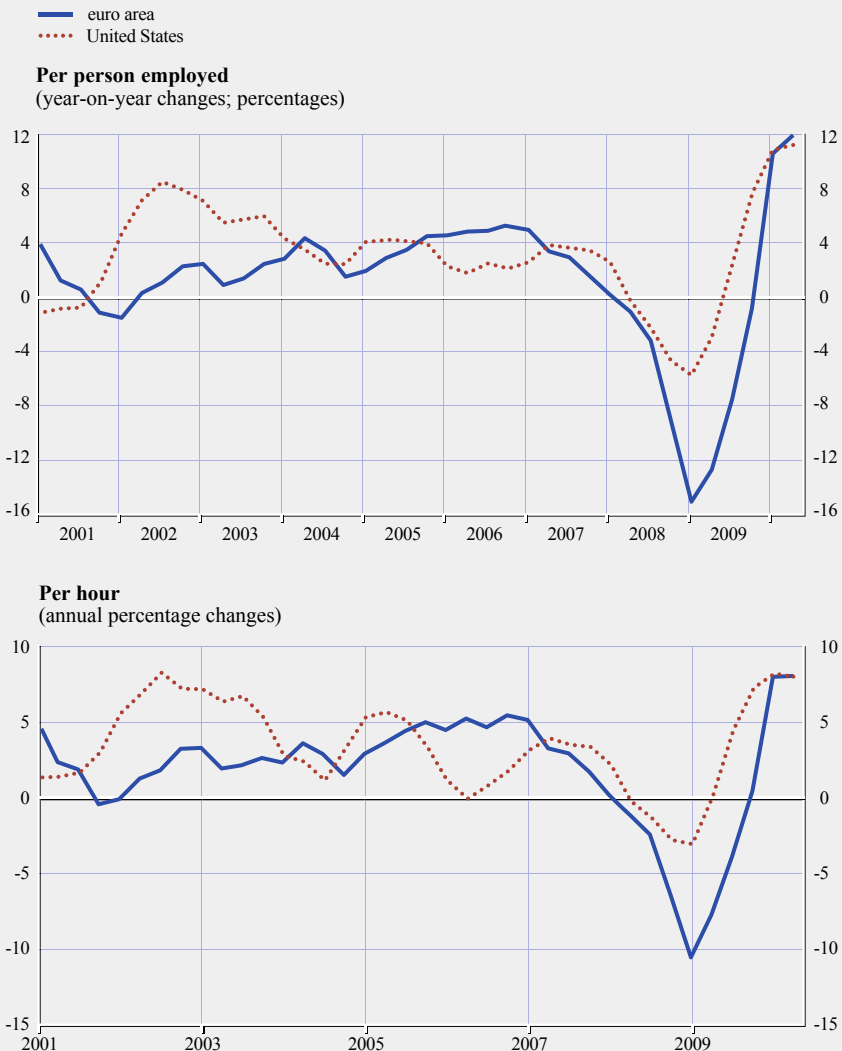 euro area
United States
Per person employed
(year-on-year changes; percentages)
12 12
8 8
4 4
0 0
-4 -4
-8 -8
-12 -12
-16 -16
2001 2002 2003 2004 2005 2006 2007 2008 2009
Per hour
(annual percentage changes)
10 10
5 5
0 0
-5 -5
-10 -10
-15 -15
2001 2003 2005 2007 2009